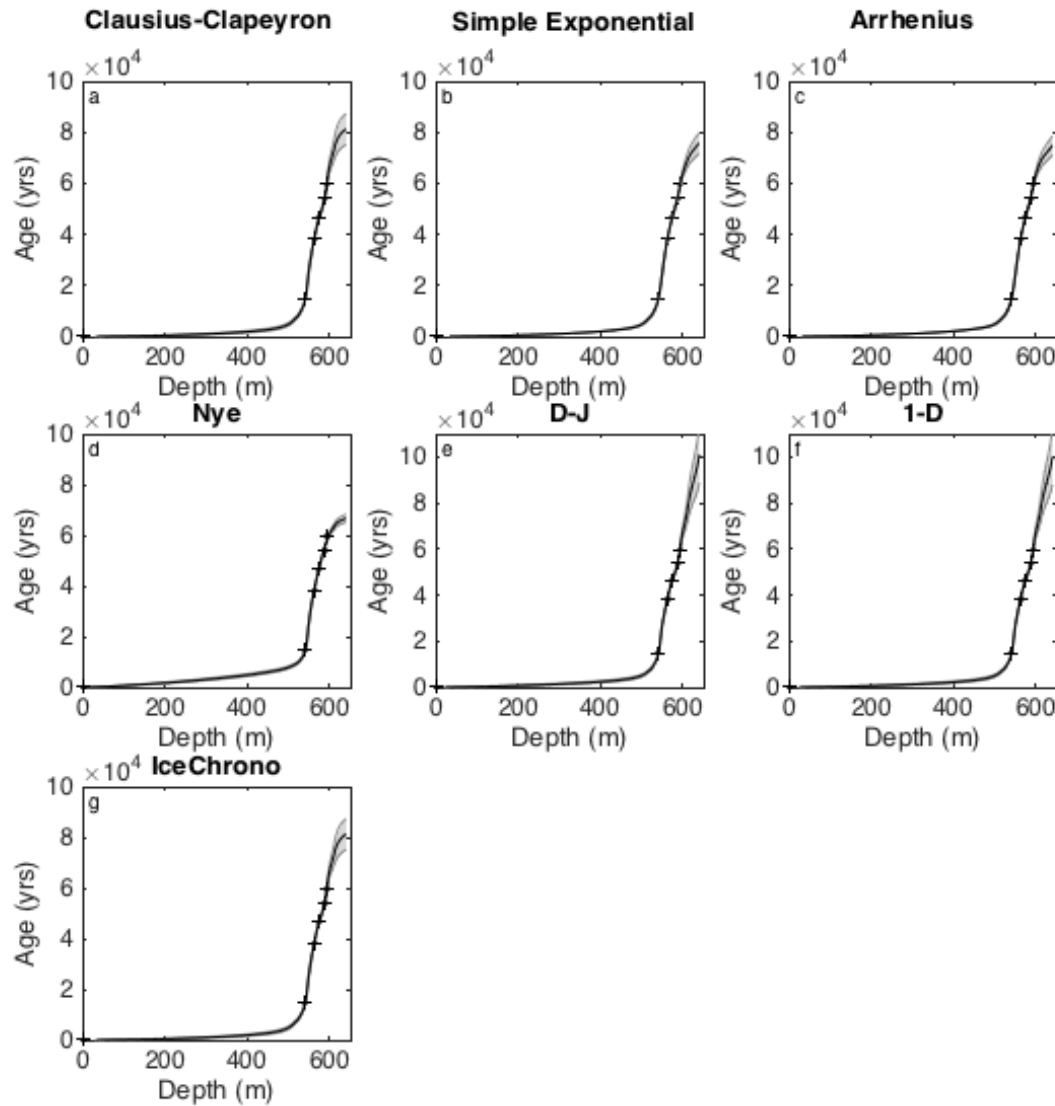 Clausius-Clapeyron Simple Exponential Arrhenius
×10⁴ ×10⁴ ×10⁴
10 10 10
a b c
8 8 8
6 6 6
Age (yrs) Age (yrs) Age (yrs)
4 4 4
2 2 2
0 0 0
0 200 400 600 0 200 400 600 0 200 400 600
Depth (m) Depth (m) Depth (m)
Nye D-J 1-D
×10⁴ ×10⁴ ×10⁴
10 10 10
d e f
8 8 8
6 6 6
Age (yrs) Age (yrs) Age (yrs)
4 4 4
2 2 2
0 0 0
0 200 400 600 0 200 400 600 0 200 400 600
Depth (m) Depth (m) Depth (m)
IceChrono
×10⁴
10
g
8
6
Age (yrs)
4
2
0
0 200 400 600
Depth (m)